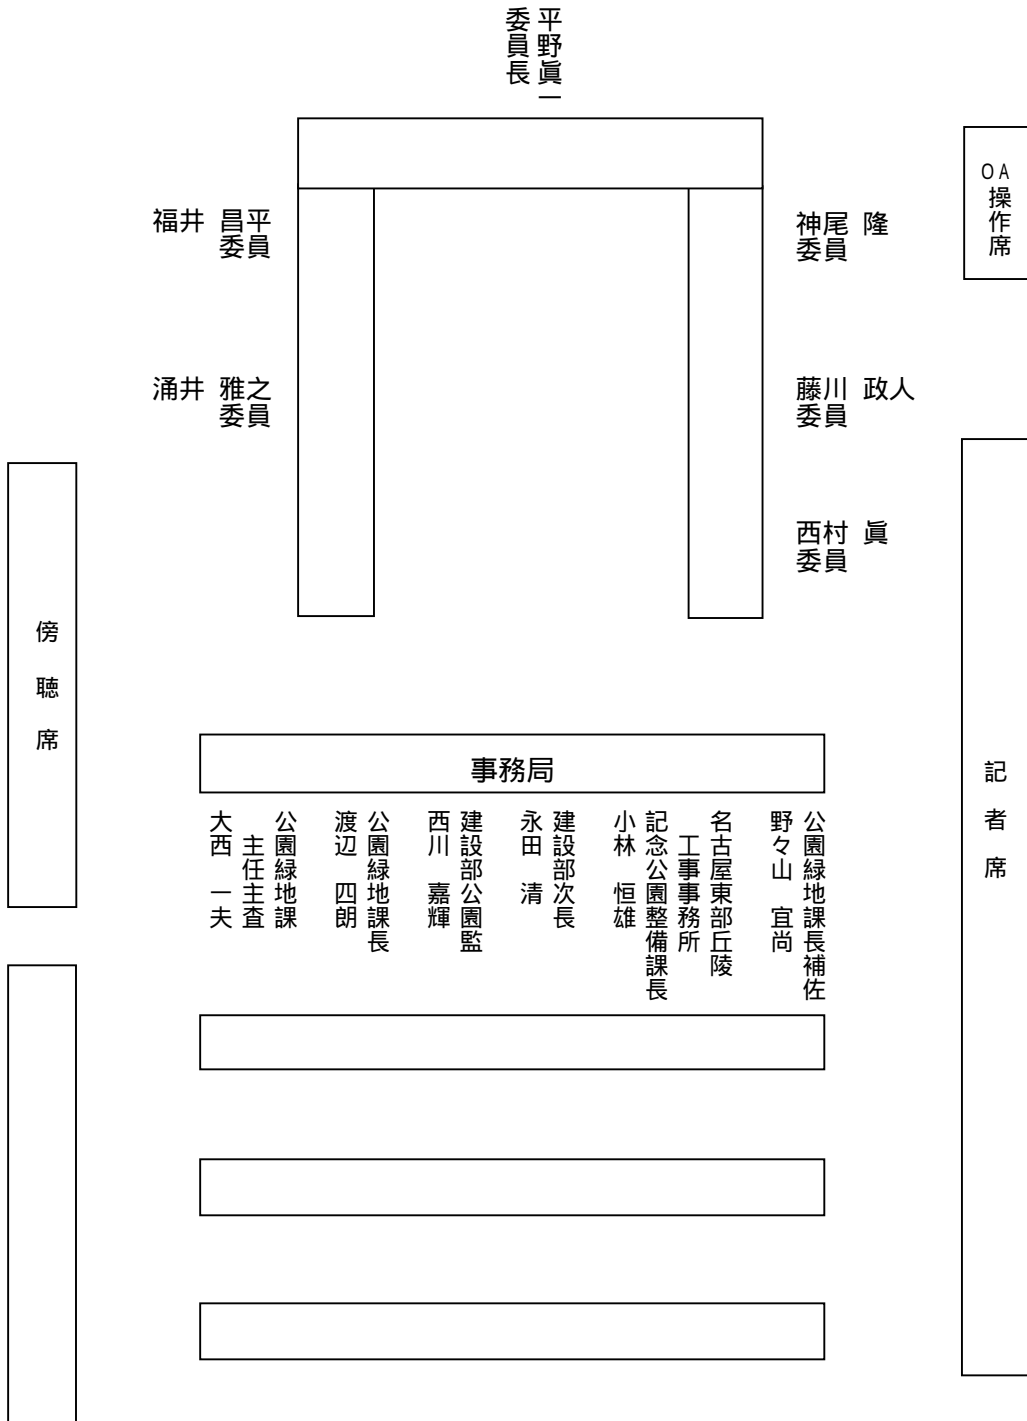 平野眞一
委員長
OA
操作席
福井 昌平
委員
神尾 隆
委員
涌井 雅之
委員
藤川 政人
委員
西村 眞
委員
傍聴席
記者席
事務局
公園緑地課長補佐
野々山 宜尚
名古屋東部丘陵
工事事務所
記念公園整備課長
小林 恒雄
建設部次長
永田 清
建設部公園監
西川 嘉輝
公園緑地課長
渡辺 四朗
公園緑地課
主任主査
大西 一夫